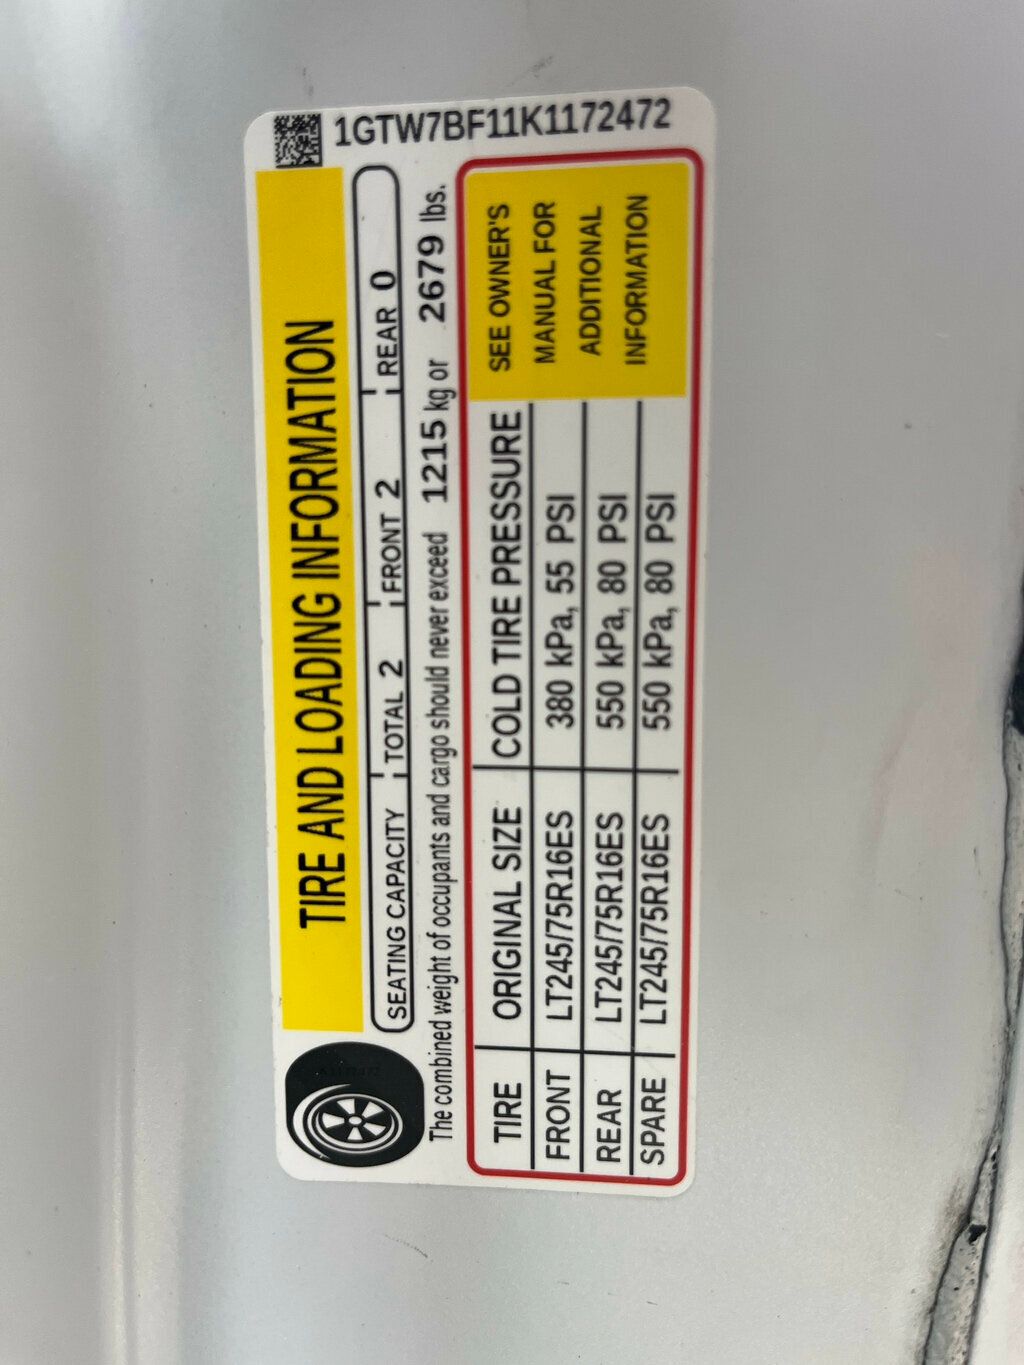 1GTW7BF11K1172472
TIRE AND LOADING INFORMATION
SEATING CAPACITY TOTAL 2 FRONT 2 REAR 0
The combined weight of occupants and cargo should never exceed 1215 kg or 2679 lbs.
TIRE ORIGINAL SIZE COLD TIRE PRESSURE
FRONT LT245/75R16ES 380 kPa, 55 PSI
REAR LT245/75R16ES 550 kPa, 80 PSI
SPARE LT245/75R16ES 550 kPa, 80 PSI
SEE OWNER'S
MANUAL FOR
ADDITIONAL
INFORMATION
K1172472